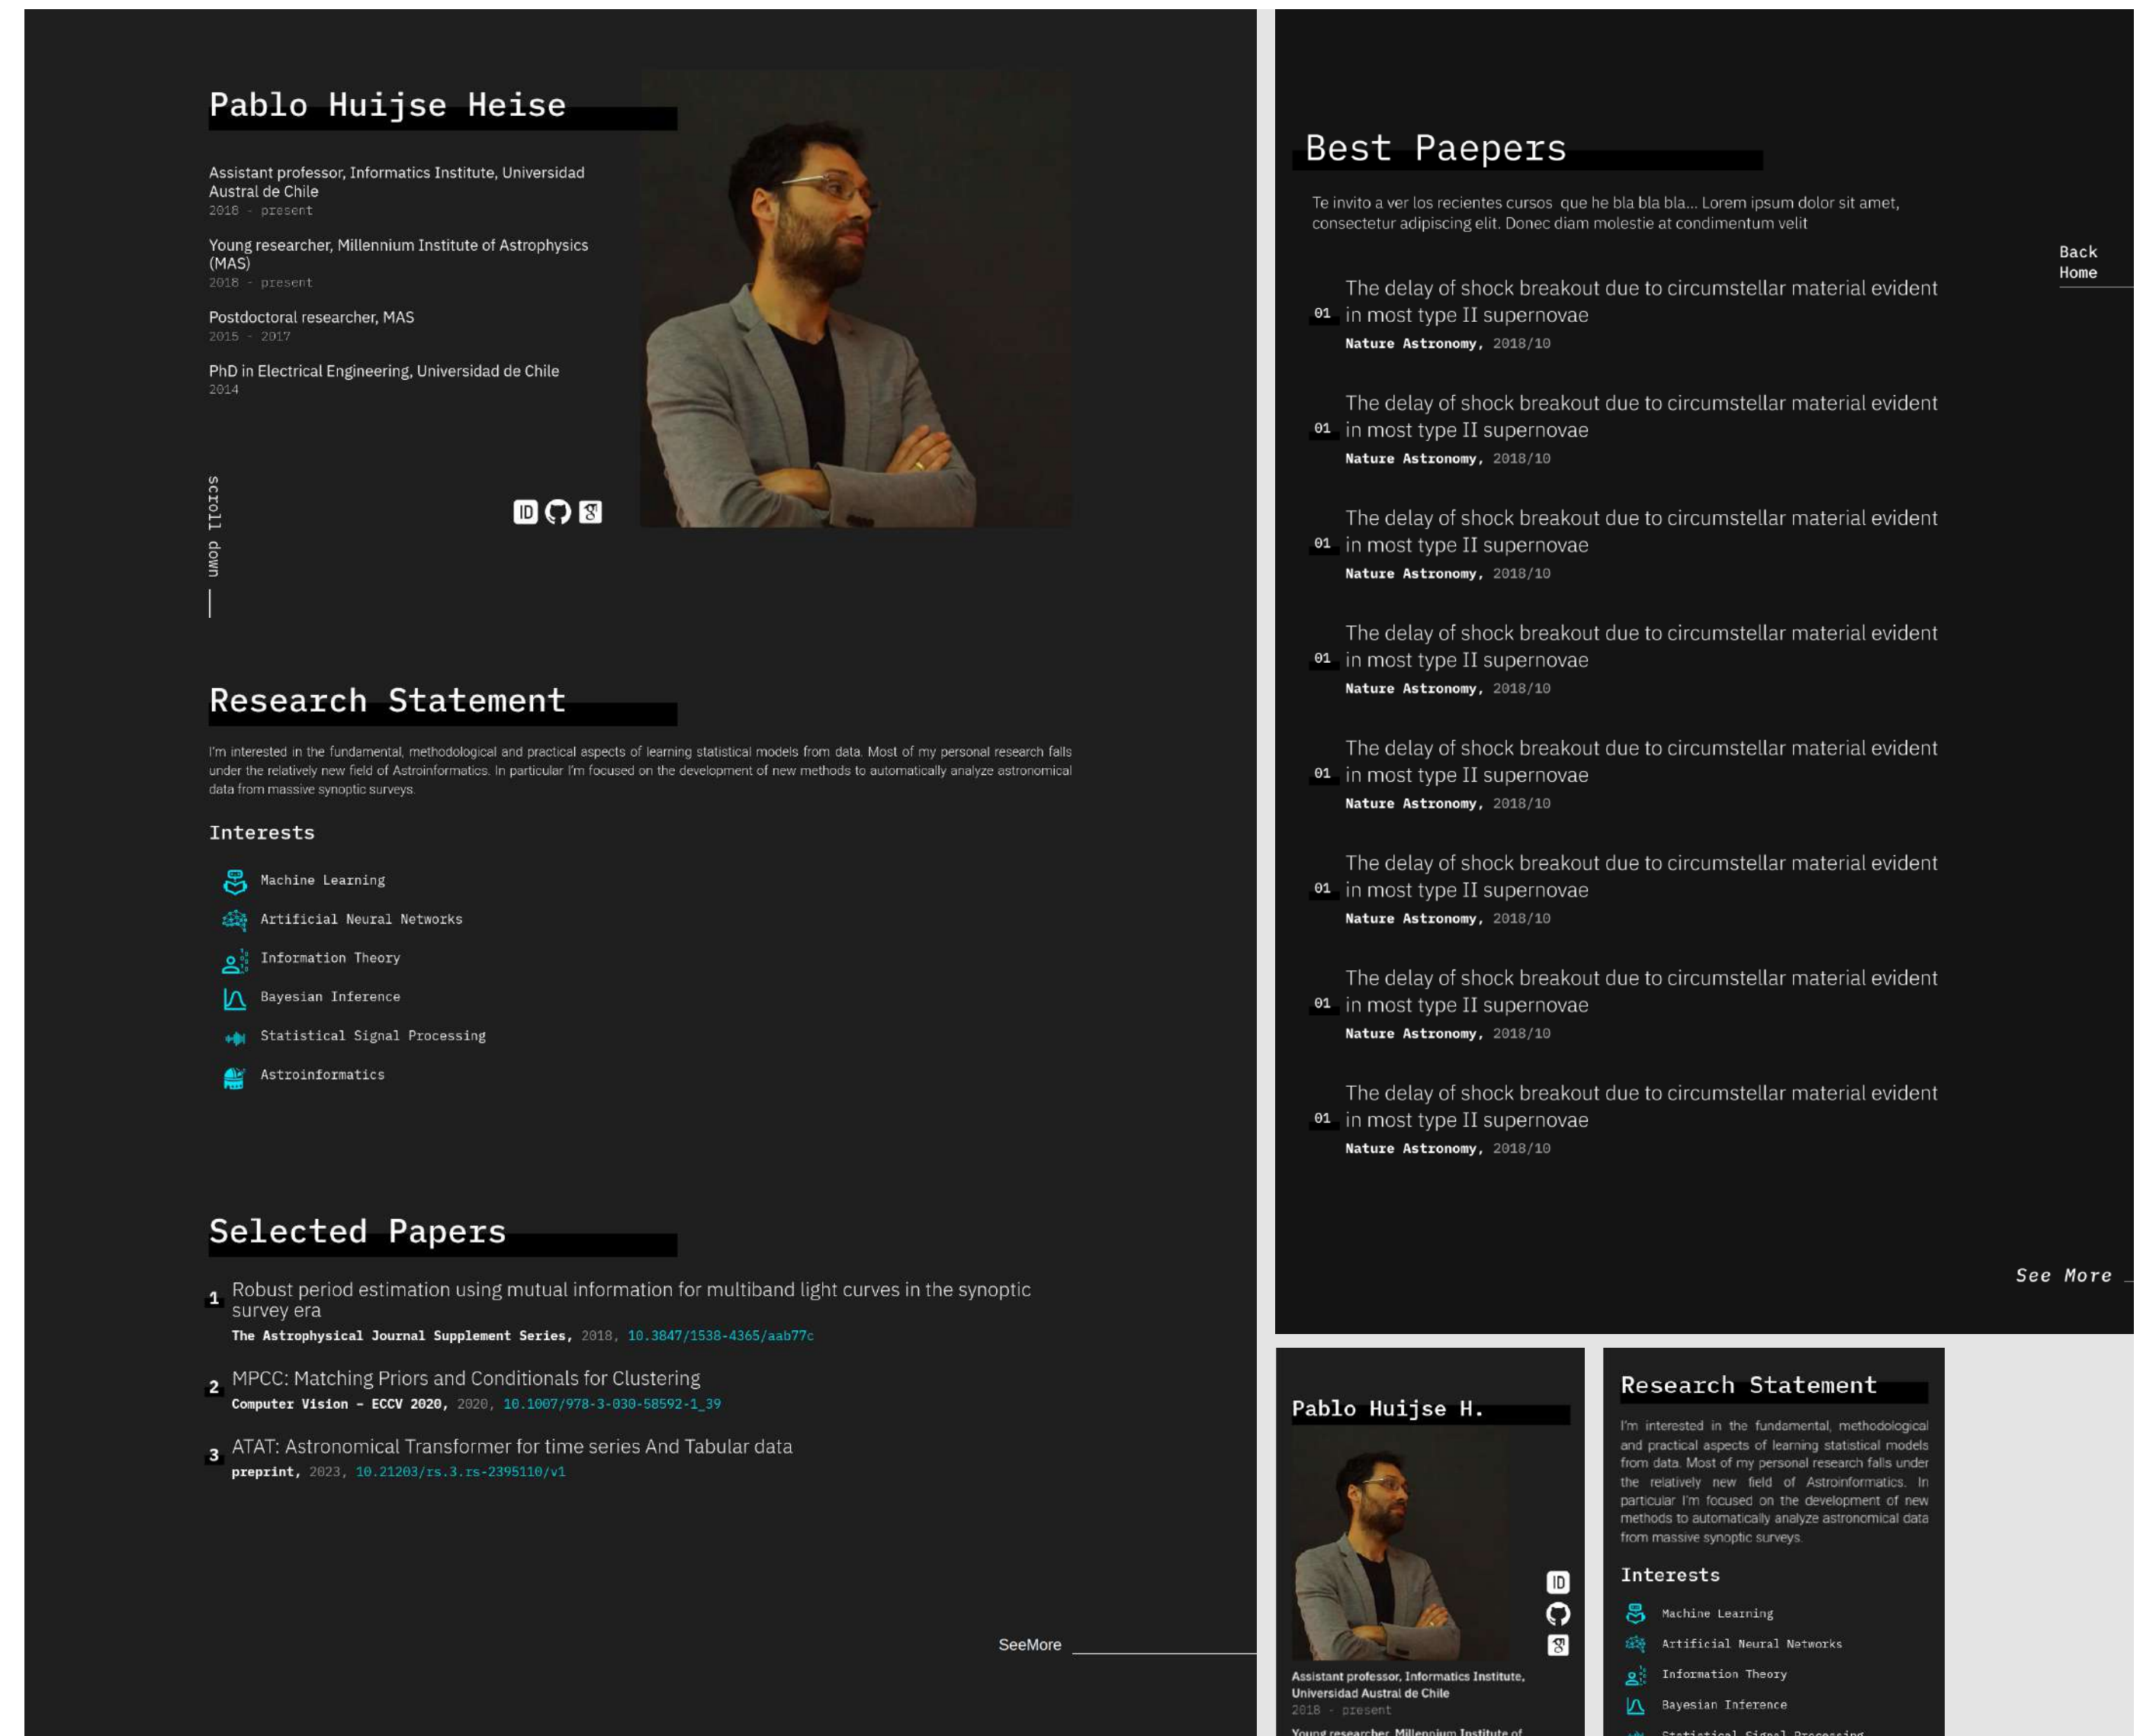 Pablo Huijse Heise
Assistant professor, Informatics Institute, Universidad
Austral de Chile
2018 - present
Young researcher, Millennium Institute of Astrophysics
(MAS)
2018 - present
Postdoctoral researcher, MAS
2015 - 2017
PhD in Electrical Engineering, Universidad de Chile
2014
scroll down
ID
Research Statement
I'm interested in the fundamental, methodological and practical aspects of learning statistical models from data. Most of my personal research falls
under the relatively new field of Astroinformatics. In particular I'm focused on the development of new methods to automatically analyze astronomical
data from massive synoptic surveys.
Interests
Machine Learning
Artificial Neural Networks
Information Theory
Bayesian Inference
Statistical Signal Processing
Astroinformatics
Selected Papers
1 Robust period estimation using mutual information for multiband light curves in the synoptic
survey era
The Astrophysical Journal Supplement Series, 2018, 10.3847/1538-4365/aab77c
2 MPCC: Matching Priors and Conditionals for Clustering
Computer Vision – ECCV 2020, 2020, 10.1007/978-3-030-58592-1_39
3 ATAT: Astronomical Transformer for time series And Tabular data
preprint, 2023, 10.21203/rs.3.rs-2395110/v1
SeeMore
Best Paepers
Te invito a ver los recientes cursos que he bla bla bla... Lorem ipsum dolor sit amet,
consectetur adipiscing elit. Donec diam molestie at condimentum velit
Back
Home
The delay of shock breakout due to circumstellar material evident
01 in most type II supernovae
Nature Astronomy, 2018/10
The delay of shock breakout due to circumstellar material evident
01 in most type II supernovae
Nature Astronomy, 2018/10
The delay of shock breakout due to circumstellar material evident
01 in most type II supernovae
Nature Astronomy, 2018/10
The delay of shock breakout due to circumstellar material evident
01 in most type II supernovae
Nature Astronomy, 2018/10
The delay of shock breakout due to circumstellar material evident
01 in most type II supernovae
Nature Astronomy, 2018/10
The delay of shock breakout due to circumstellar material evident
01 in most type II supernovae
Nature Astronomy, 2018/10
The delay of shock breakout due to circumstellar material evident
01 in most type II supernovae
Nature Astronomy, 2018/10
The delay of shock breakout due to circumstellar material evident
01 in most type II supernovae
Nature Astronomy, 2018/10
See More
Pablo Huijse H.
ID
Assistant professor, Informatics Institute,
Universidad Austral de Chile
2018 - present
Young researcher, Millennium Institute of
Research Statement
I'm interested in the fundamental, methodological
and practical aspects of learning statistical models
from data. Most of my personal research falls under
the relatively new field of Astroinformatics. In
particular I'm focused on the development of new
methods to automatically analyze astronomical data
from massive synoptic surveys.
Interests
Machine Learning
Artificial Neural Networks
Information Theory
Bayesian Inference
Statistical Signal Processing